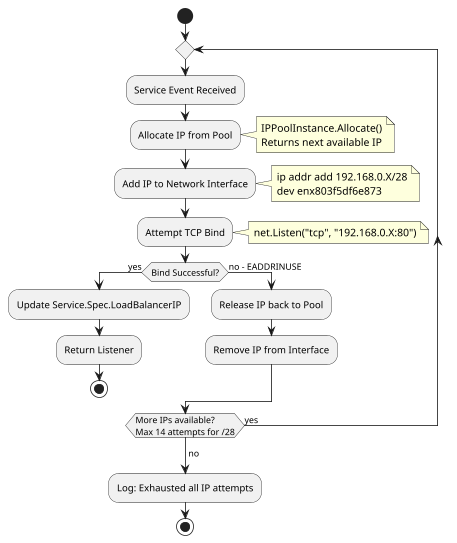 Service Event Received
Allocate IP from Pool
IPPoolInstance.Allocate()
Returns next available IP
Add IP to Network Interface
ip addr add 192.168.0.X/28
dev enx803f5df6e873
Attempt TCP Bind
net.Listen("tcp", "192.168.0.X:80")
yes
Bind Successful?
no - EADDRINUSE
Update Service.Spec.LoadBalancerIP
Release IP back to Pool
Return Listener
Remove IP from Interface
More IPs available?
Max 14 attempts for /28
yes
no
Log: Exhausted all IP attempts